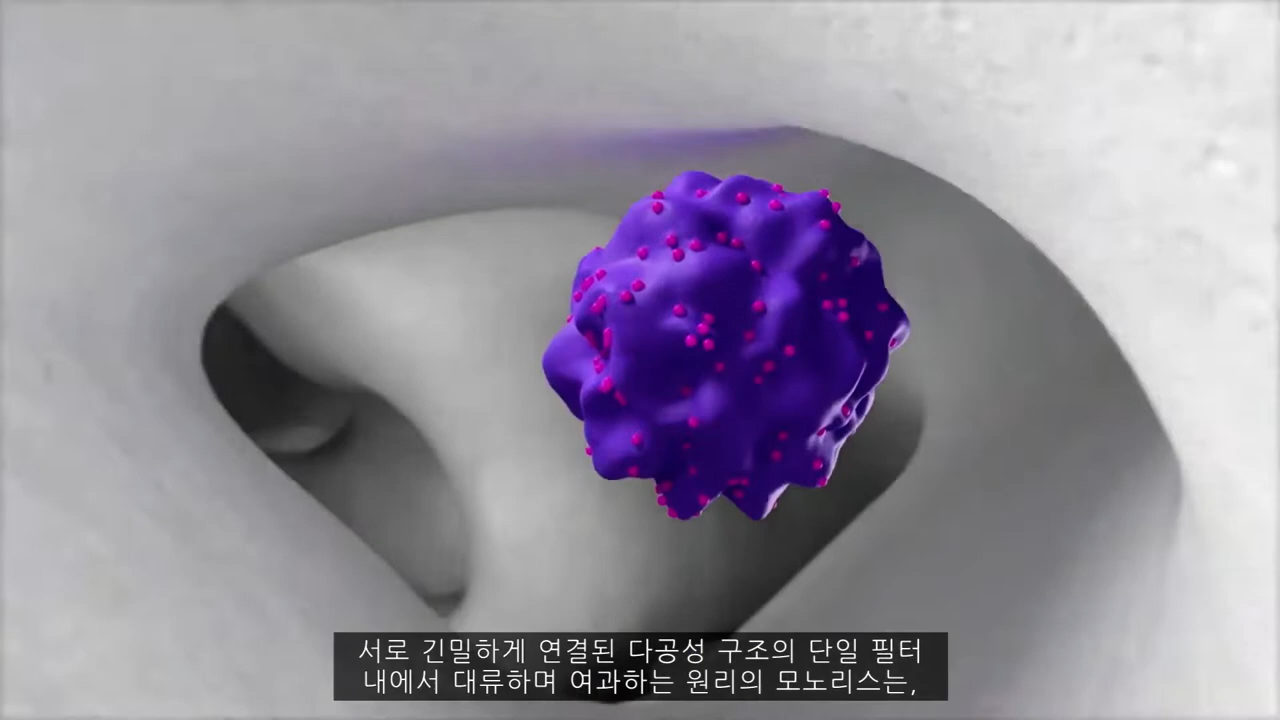 서로 긴밀하게 연결된 다공성 구조의 단일 필터
내에서 대류하며 여과하는 원리의 모노리스는,